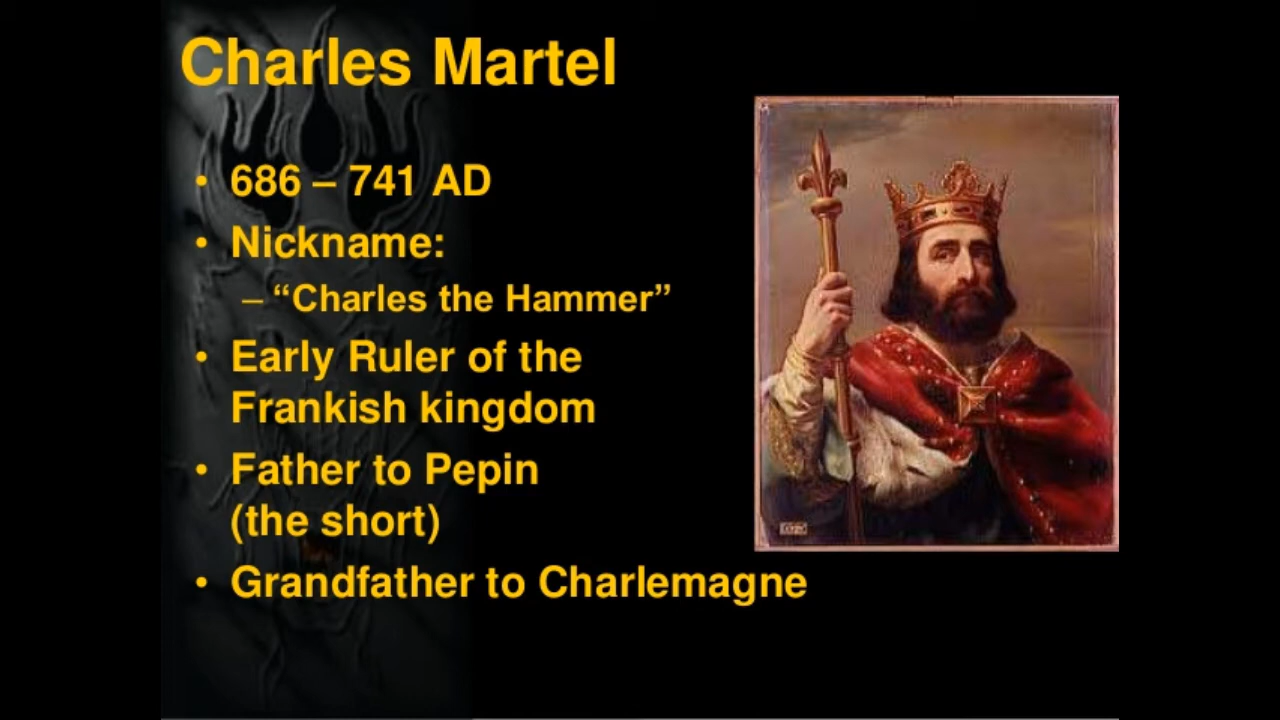 Charles Martel
• 686 – 741 AD
• Nickname:
– “Charles the Hammer”
• Early Ruler of the
Frankish kingdom
• Father to Pepin
(the short)
• Grandfather to Charlemagne